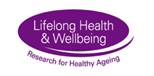 Lifelong Health
& Wellbeing
Research for Healthy Ageing